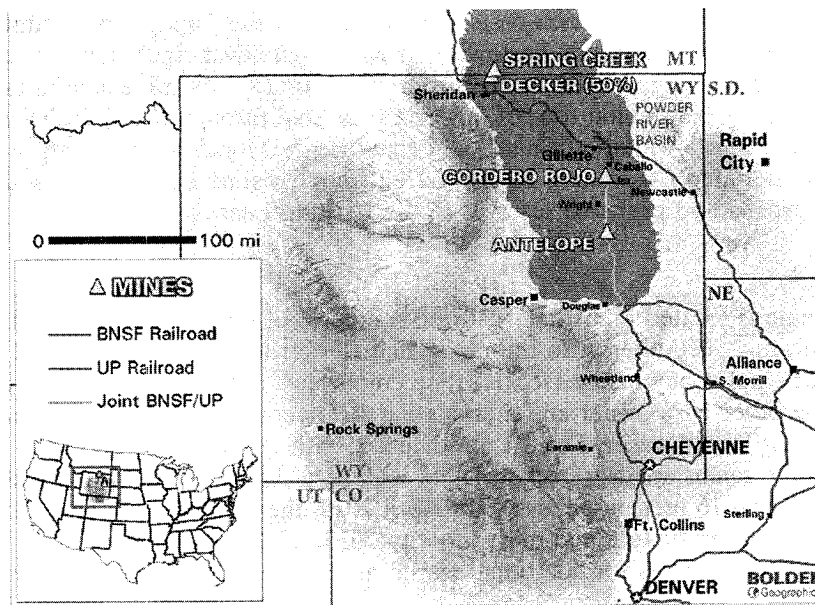 SPRING CREEK
MT
DECKER (50%)
WY
S.D.
Sheridan
POWDER
RIVER
BASIN
Rapid
City
Gillette
Caballo
CORDERO ROJO
Newcastle
Wright
0
100 mi
ANTELOPE
MINES
Casper
Douglas
NE
BNSF Railroad
UP Railroad
Joint BNSF/UP
Alliance
Wheatland
S. Morrill
Rock Springs
Laramie
CHEYENNE
WY
UT
CO
Ft. Collins
Sterling
DENVER
BOLDER
Geographic